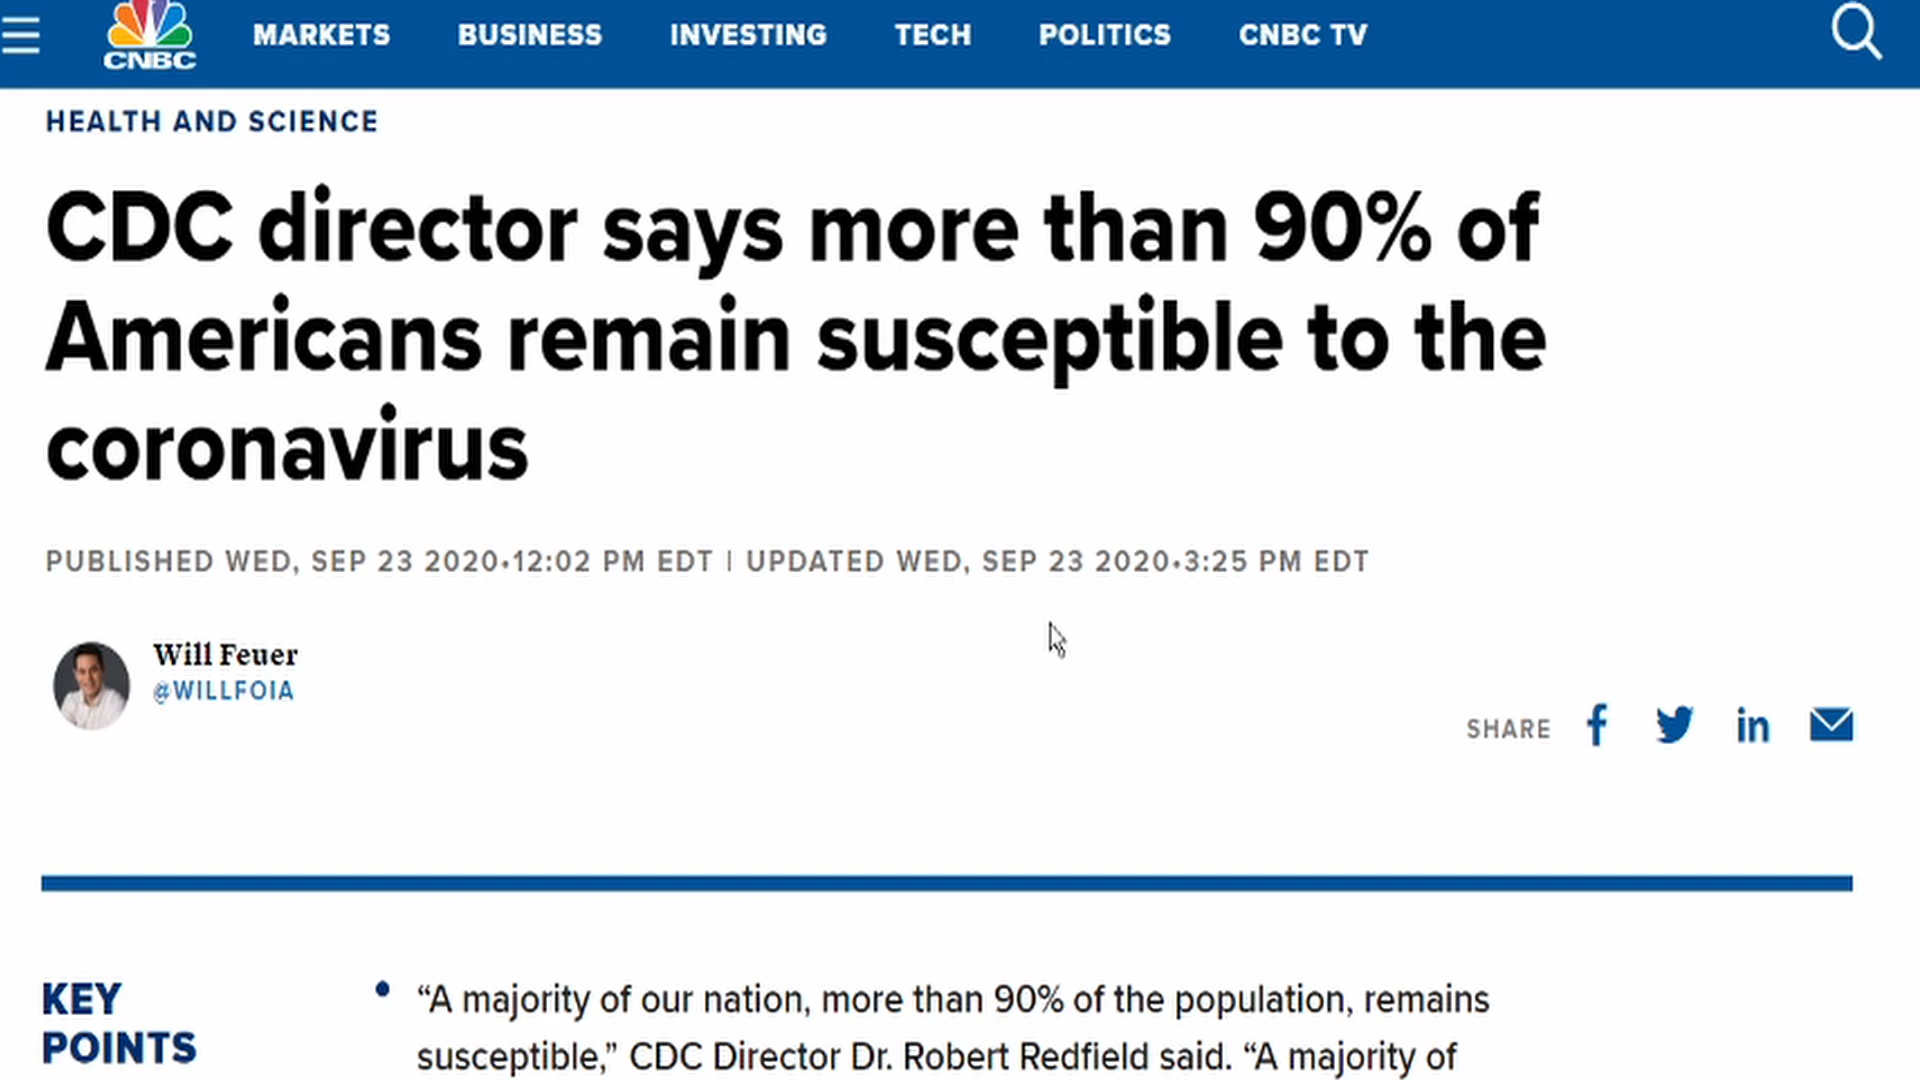 CNBC
MARKETS BUSINESS INVESTING TECH POLITICS CNBC TV
HEALTH AND SCIENCE
CDC director says more than 90% of
Americans remain susceptible to the
coronavirus
PUBLISHED WED, SEP 23 2020•12:02 PM EDT | UPDATED WED, SEP 23 2020•3:25 PM EDT
Will Feuer
@WILLFOIA
SHARE
KEY
POINTS
• “A majority of our nation, more than 90% of the population, remains
susceptible,” CDC Director Dr. Robert Redfield said. “A majority of